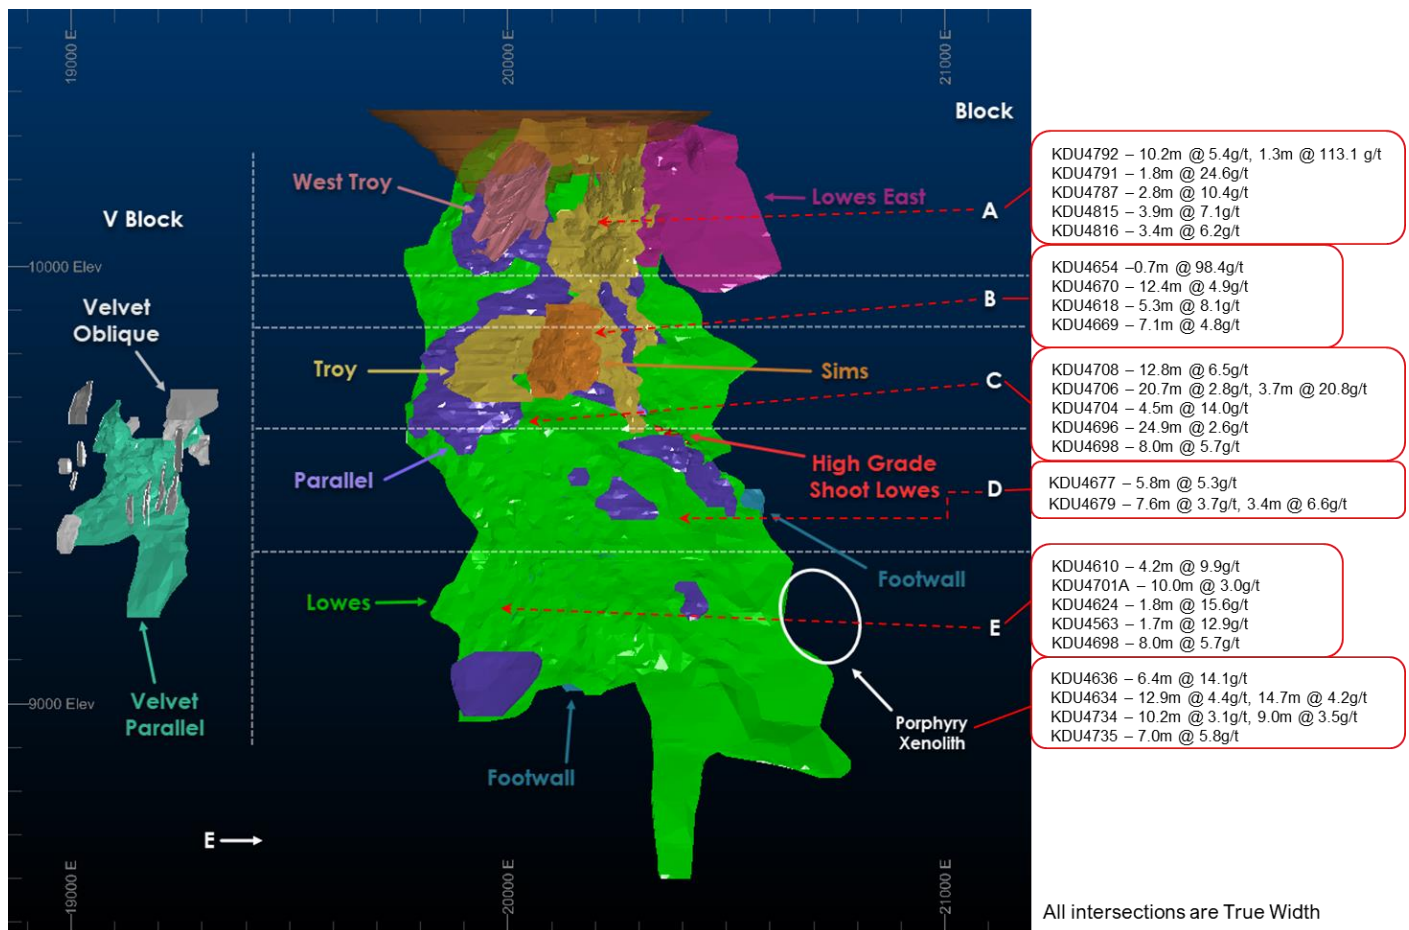 19000 E
20000 E
21000 E
Block
V Block
West Troy
Lowes East
A
10000 Elev
Velvet
Oblique
B
Troy
Sims
C
Parallel
High Grade
Shoot Lowes
D
Footwall
Lowes
E
9000 Elev
Velvet
Parallel
Porphyry
Xenolith
Footwall
E
19000 E
20000 E
21000 E
KDU4792 – 10.2m @ 5.4g/t, 1.3m @ 113.1 g/t
KDU4791 – 1.8m @ 24.6g/t
KDU4787 – 2.8m @ 10.4g/t
KDU4815 – 3.9m @ 7.1g/t
KDU4816 – 3.4m @ 6.2g/t
KDU4654 –0.7m @ 98.4g/t
KDU4670 – 12.4m @ 4.9g/t
KDU4618 – 5.3m @ 8.1g/t
KDU4669 – 7.1m @ 4.8g/t
KDU4708 – 12.8m @ 6.5g/t
KDU4706 – 20.7m @ 2.8g/t, 3.7m @ 20.8g/t
KDU4704 – 4.5m @ 14.0g/t
KDU4696 – 24.9m @ 2.6g/t
KDU4698 – 8.0m @ 5.7g/t
KDU4677 – 5.8m @ 5.3g/t
KDU4679 – 7.6m @ 3.7g/t, 3.4m @ 6.6g/t
KDU4610 – 4.2m @ 9.9g/t
KDU4701A – 10.0m @ 3.0g/t
KDU4624 – 1.8m @ 15.6g/t
KDU4563 – 1.7m @ 12.9g/t
KDU4698 – 8.0m @ 5.7g/t
KDU4636 – 6.4m @ 14.1g/t
KDU4634 – 12.9m @ 4.4g/t, 14.7m @ 4.2g/t
KDU4734 – 10.2m @ 3.1g/t, 9.0m @ 3.5g/t
KDU4735 – 7.0m @ 5.8g/t
All intersections are True Width